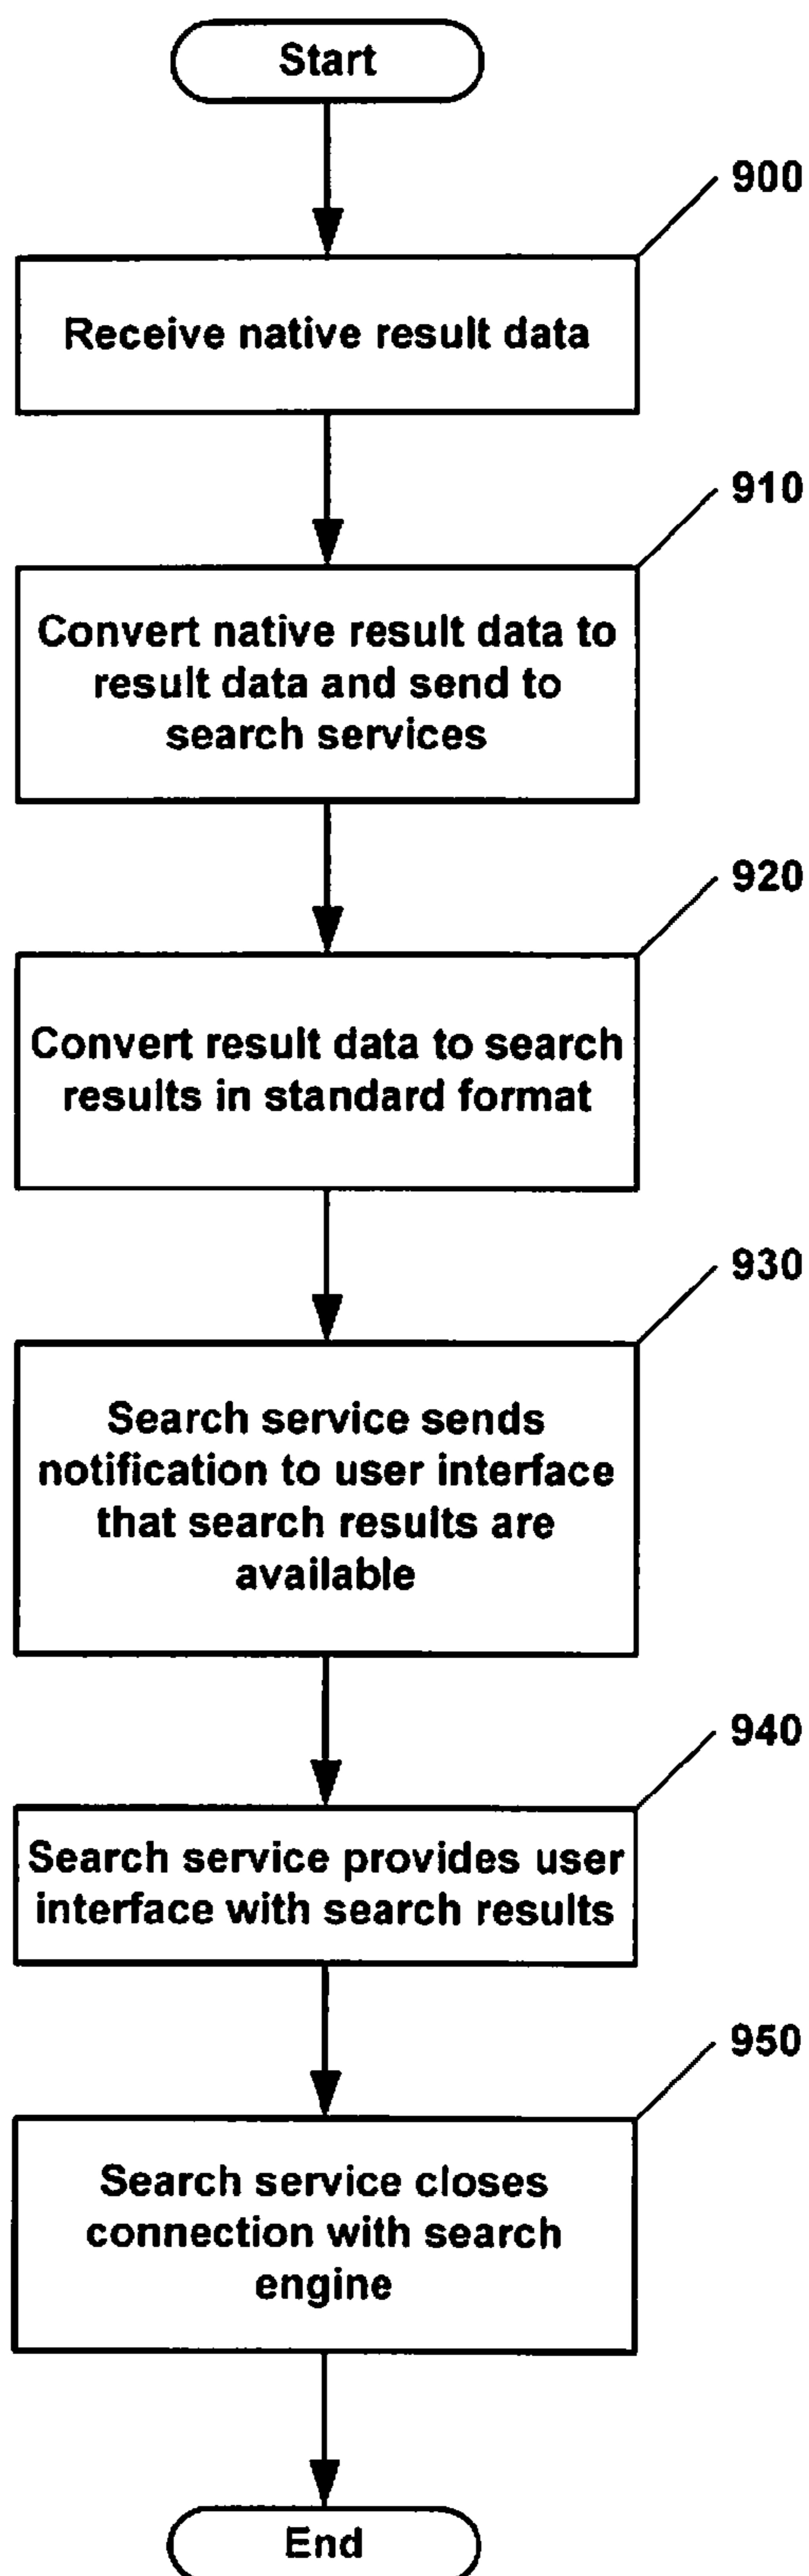 Start
900
Receive native result data
910
Convert native result data to
result data and send to
search services
920
Convert result data to search
results in standard format
930
Search service sends
notification to user interface
that search results are
available
940
Search service provides user
interface with search results
950
Search service closes
connection with search
engine
End